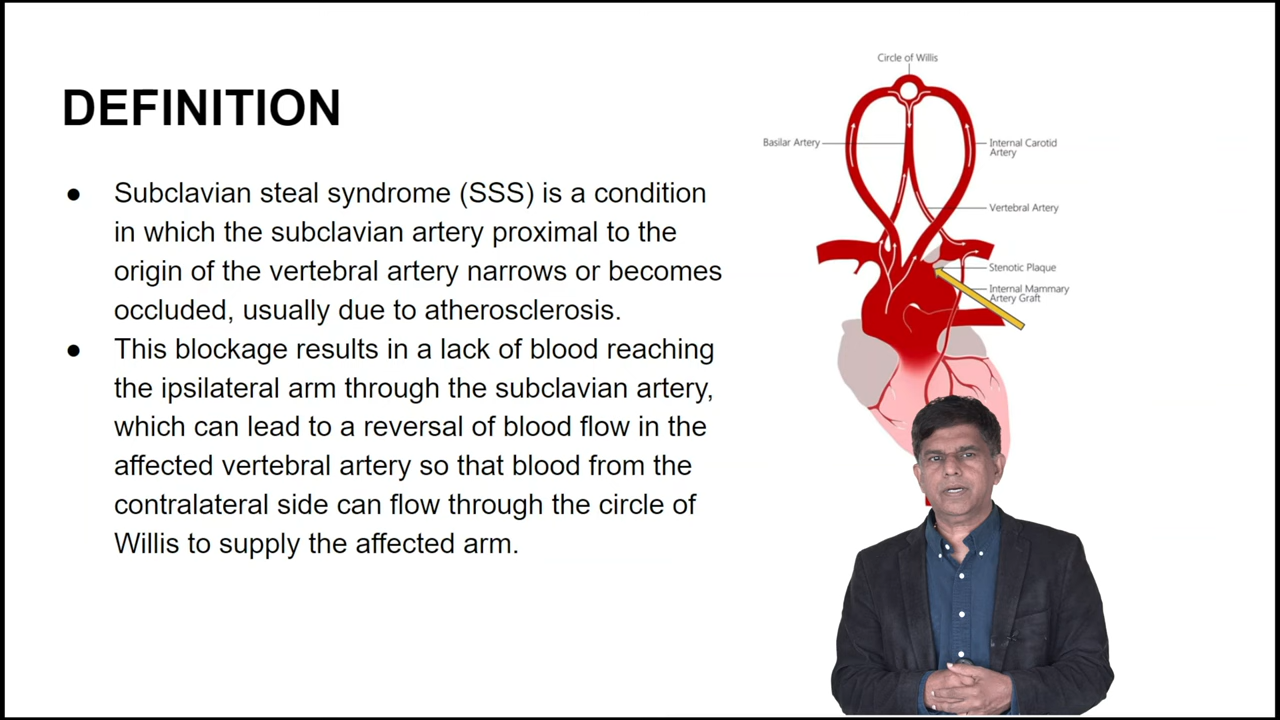 DEFINITION
● Subclavian steal syndrome (SSS) is a condition
in which the subclavian artery proximal to the
origin of the vertebral artery narrows or becomes
occluded, usually due to atherosclerosis.
● This blockage results in a lack of blood reaching
the ipsilateral arm through the subclavian artery,
which can lead to a reversal of blood flow in the
affected vertebral artery so that blood from the
contralateral side can flow through the circle of
Willis to supply the affected arm.
Circle of Willis
Basilar Artery
Internal Carotid
Artery
Vertebral Artery
Stenotic Plaque
Internal Mammary
Artery Graft